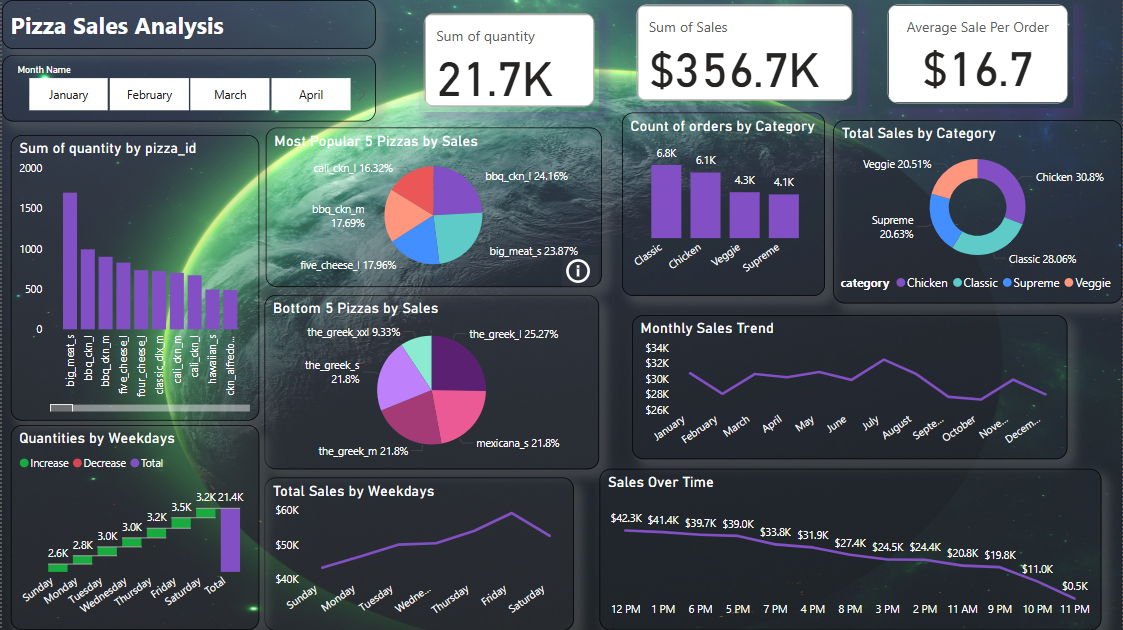 Pizza Sales Analysis
Month Name
January
February
March
April
Sum of quantity
21.7K
Sum of Sales
$356.7K
Average Sale Per Order
$16.7
Sum of quantity by pizza_id
2000
1500
1000
500
0
big_meat_s
bbq_ckn_l
bbq_ckn_m
five_cheese_l
four_cheese_l
classic_dlx_m
cali_ckn_m
cali_ckn_l
hawaiian_s
ckn_alfredo...
Most Popular 5 Pizzas by Sales
cali_ckn_l 16.32%
bbq_ckn_l 24.16%
bbq_ckn_m
17.69%
big_meat_s 23.87%
five_cheese_l 17.96%
Count of orders by Category
6.8K
6.1K
4.3K
4.1K
Classic
Chicken
Veggie
Supreme
Total Sales by Category
Veggie 20.51%
Chicken 30.8%
Supreme
20.63%
Classic 28.06%
category Chicken Classic Supreme Veggie
Bottom 5 Pizzas by Sales
the_greek_xxl 9.33%
the_greek_l 25.27%
the_greek_s
21.8%
the_greek_m 21.8%
mexicana_s 21.8%
Monthly Sales Trend
$34K
$32K
$30K
$28K
$26K
January
February
March
April
May
June
July
August
Septe...
October
Nove...
Decem...
Quantities by Weekdays
Increase Decrease Total
2.6K
2.8K
3.0K
3.0K
3.2K
3.5K
3.2K
21.4K
Sunday
Monday
Tuesday
Wednesday
Thursday
Friday
Saturday
Total
Total Sales by Weekdays
$60K
$50K
$40K
Sunday
Monday
Tuesday
Wedne...
Thursday
Friday
Saturday
Sales Over Time
$42.3K $41.4K $39.7K $39.0K $33.8K $31.9K $27.4K $24.5K $24.4K $20.8K $19.8K $11.0K $0.5K
12 PM 1 PM 6 PM 5 PM 7 PM 4 PM 8 PM 3 PM 2 PM 11 AM 9 PM 10 PM 11 PM